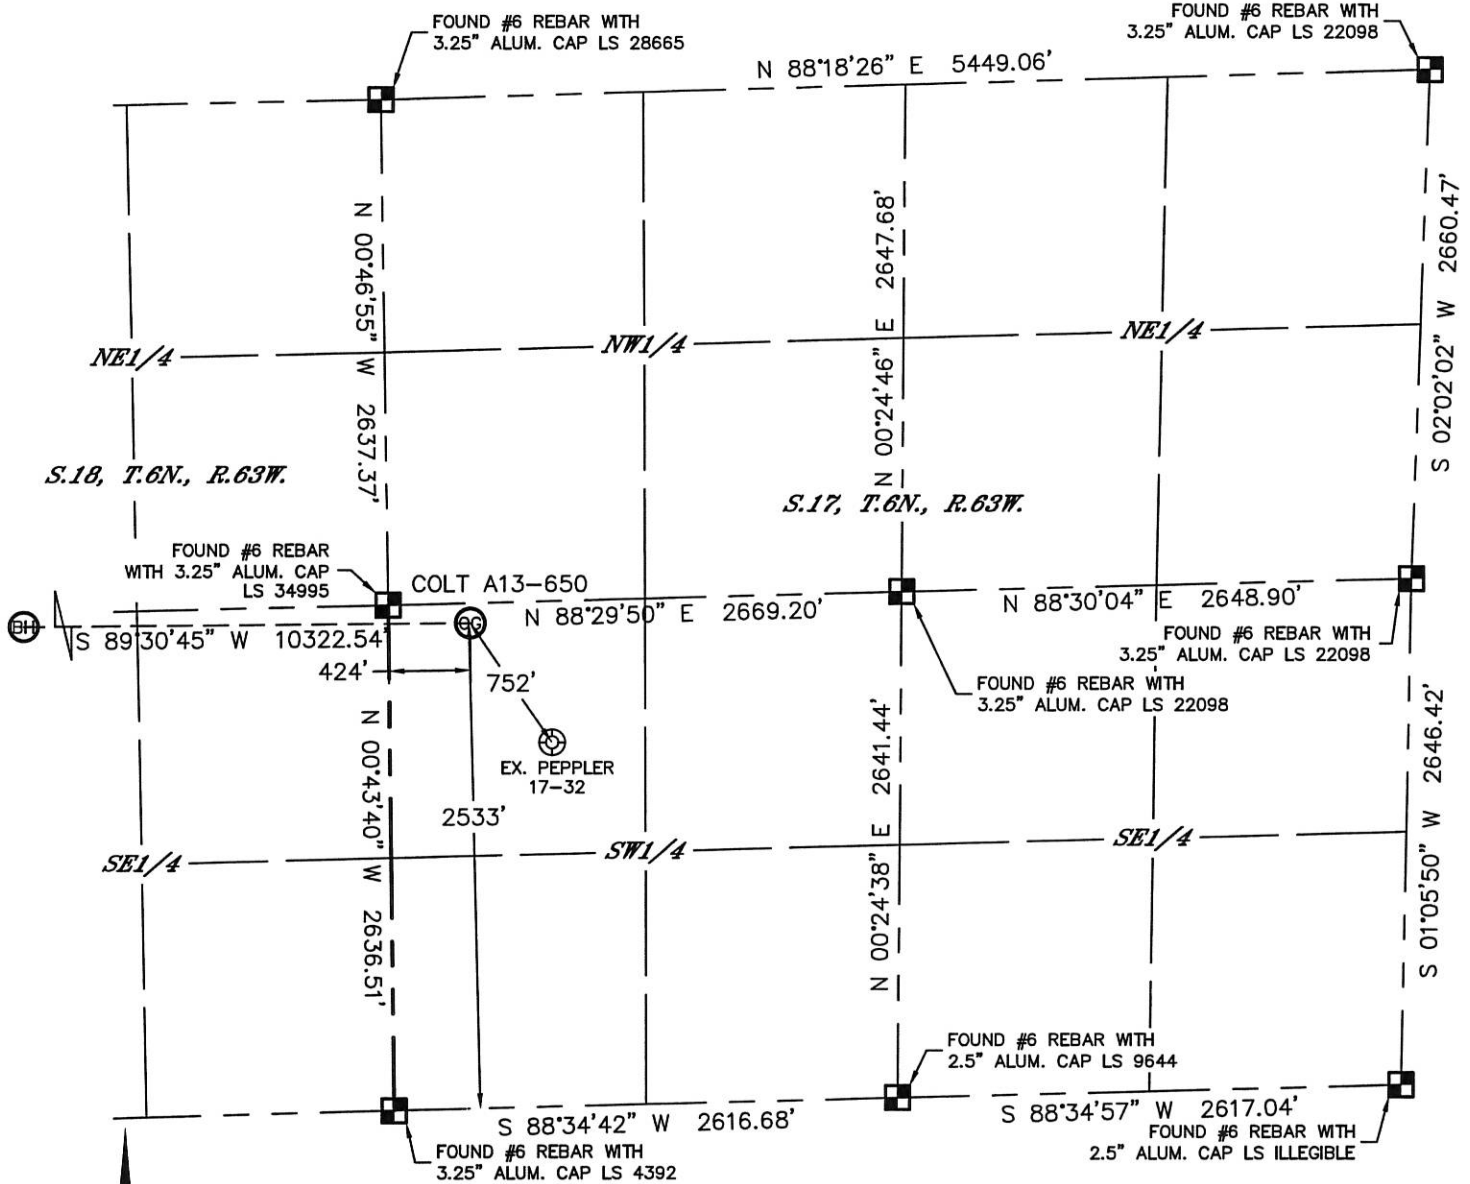 FOUND #6 REBAR WITH
3.25" ALUM. CAP LS 28665
FOUND #6 REBAR WITH
3.25" ALUM. CAP LS 22098
N 88°18'26" E 5449.06'
N 00°46'55" W 2637.37'
N 00°24'46" E 2647.68'
S 02°02'02" W 2660.47'
NE1/4
NW1/4
NE1/4
S.18, T.6N., R.63W.
S.17, T.6N., R.63W.
FOUND #6 REBAR
WITH 3.25" ALUM. CAP
LS 34995
COLT A13-650
N 88°29'50" E 2669.20'
N 88°30'04" E 2648.90'
BH
S 89°30'45" W 10322.54'
OG
FOUND #6 REBAR WITH
3.25" ALUM. CAP LS 22098
424'
752'
FOUND #6 REBAR WITH
3.25" ALUM. CAP LS 22098
EX. PEPPLER
17-32
N 00°43'40" W 2636.51'
2533'
N 00°24'38" E 2641.44'
S 01°05'50" W 2646.42'
SE1/4
SW1/4
SE1/4
FOUND #6 REBAR WITH
2.5" ALUM. CAP LS 9644
S 88°34'42" W 2616.68'
S 88°34'57" W 2617.04'
FOUND #6 REBAR WITH
3.25" ALUM. CAP LS 4392
FOUND #6 REBAR WITH
2.5" ALUM. CAP LS ILLEGIBLE